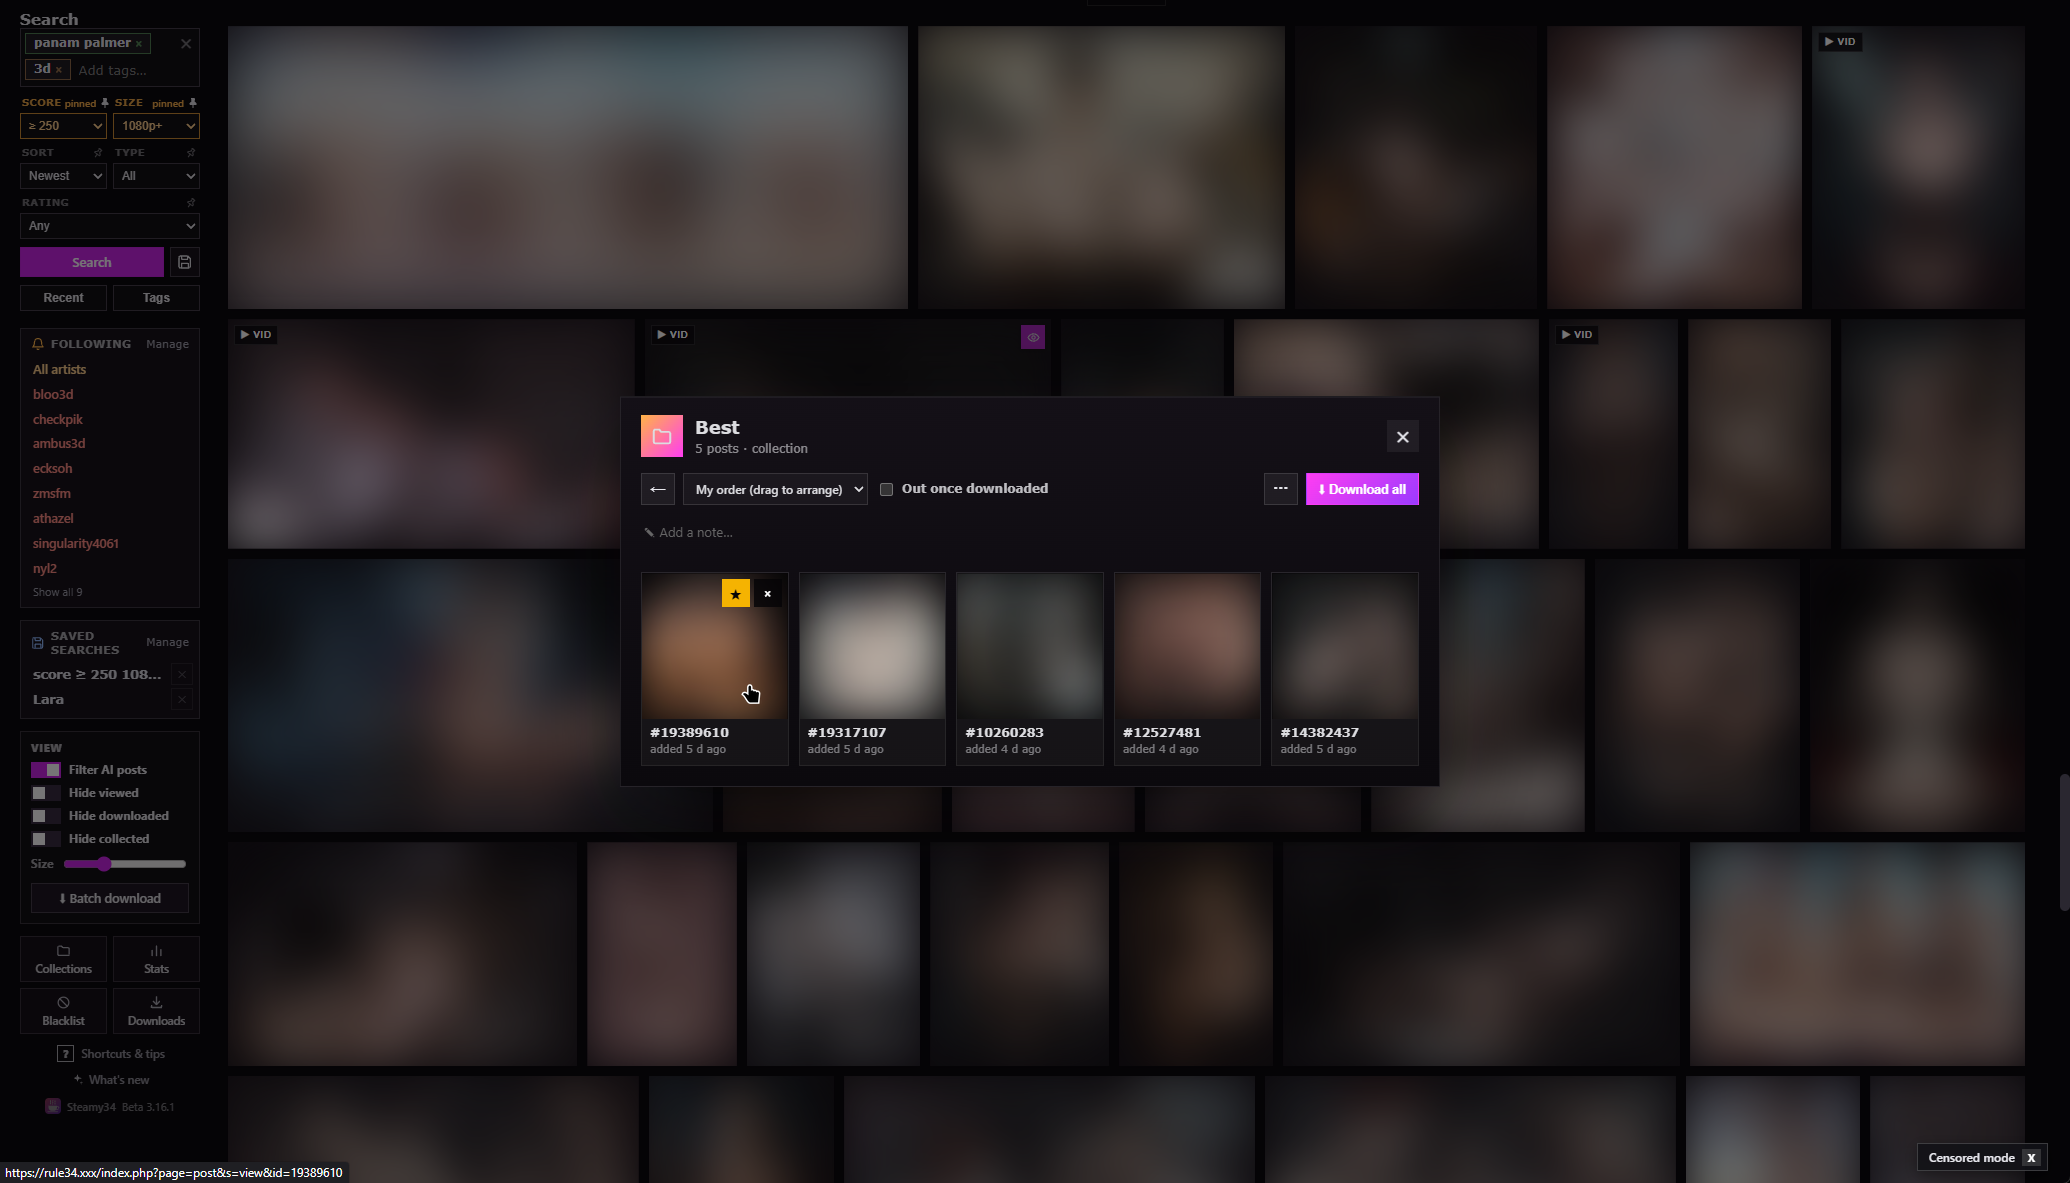 Search
panam palmer ×
3d × Add tags...
SCORE pinned SIZE pinned
≥ 250 1080p+
SORT TYPE
Newest All
RATING
Any
Search
Recent Tags
FOLLOWING Manage
All artists
bloo3d
checkpik
ambus3d
ecksoh
zmsfm
athazel
singularity4061
nyl2
Show all 9
SAVED SEARCHES Manage
score ≥ 250 108...
Lara
VIEW
Filter AI posts
Hide viewed
Hide downloaded
Hide collected
Size
Batch download
Collections Stats
Blacklist Downloads
? Shortcuts & tips
What's new
Steamy34 Beta 3.16.1
https://rule34.xxx/index.php?page=post&s=view&id=19389610
VID
VID
VID
VID
Best
5 posts · collection
My order (drag to arrange) Out once downloaded
Download all
Add a note...
#19389610
added 5 d ago
#19317107
added 5 d ago
#10260283
added 4 d ago
#12527481
added 4 d ago
#14382437
added 5 d ago
Censored mode X